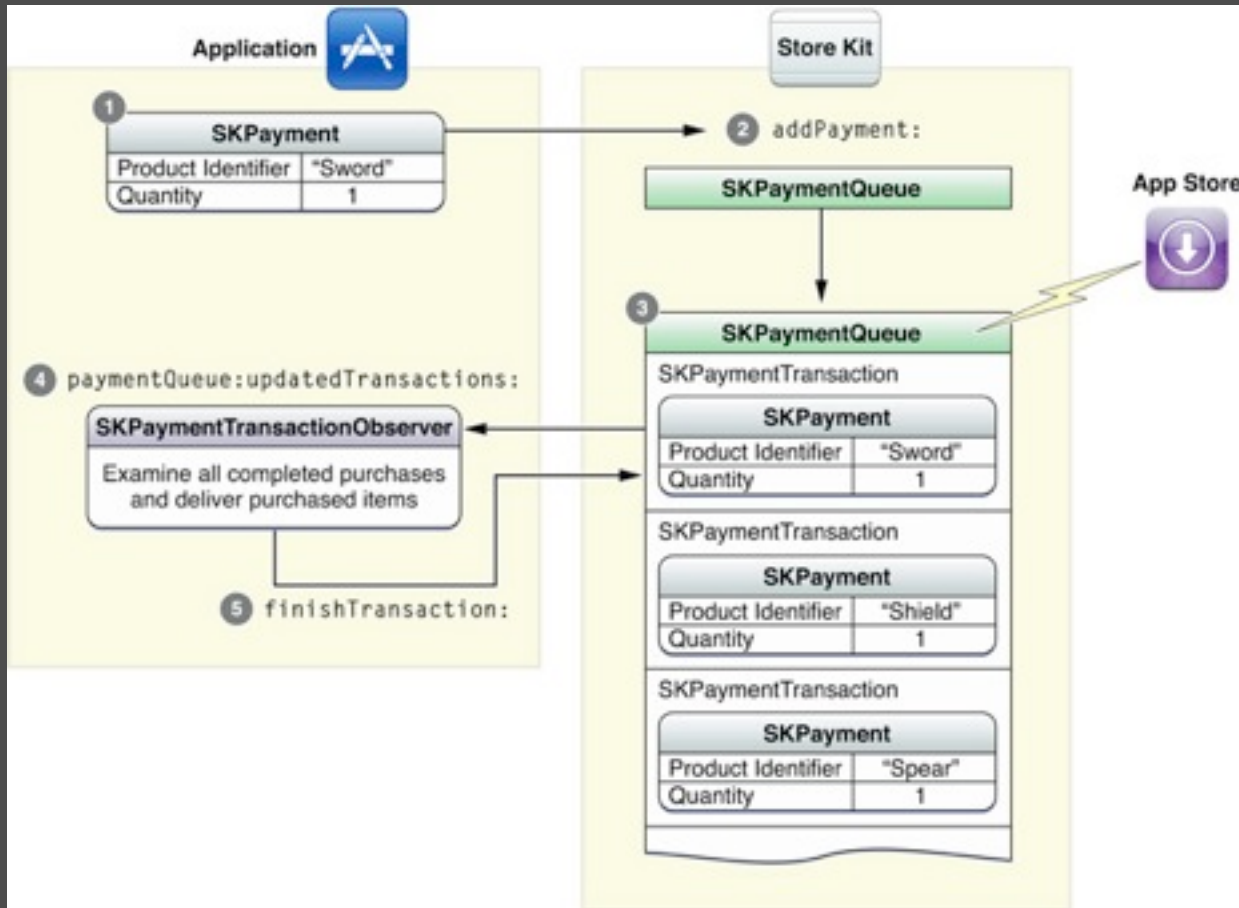 Application
Store Kit
1
SKPayment
Product Identifier "Sword"
Quantity 1
2 addPayment:
SKPaymentQueue
App Store
3
SKPaymentQueue
SKPaymentTransaction
SKPayment
Product Identifier "Sword"
Quantity 1
SKPaymentTransaction
SKPayment
Product Identifier "Shield"
Quantity 1
SKPaymentTransaction
SKPayment
Product Identifier "Spear"
Quantity 1
4 paymentQueue:updatedTransactions:
SKPaymentTransactionObserver
Examine all completed purchases
and deliver purchased items
5 finishTransaction: